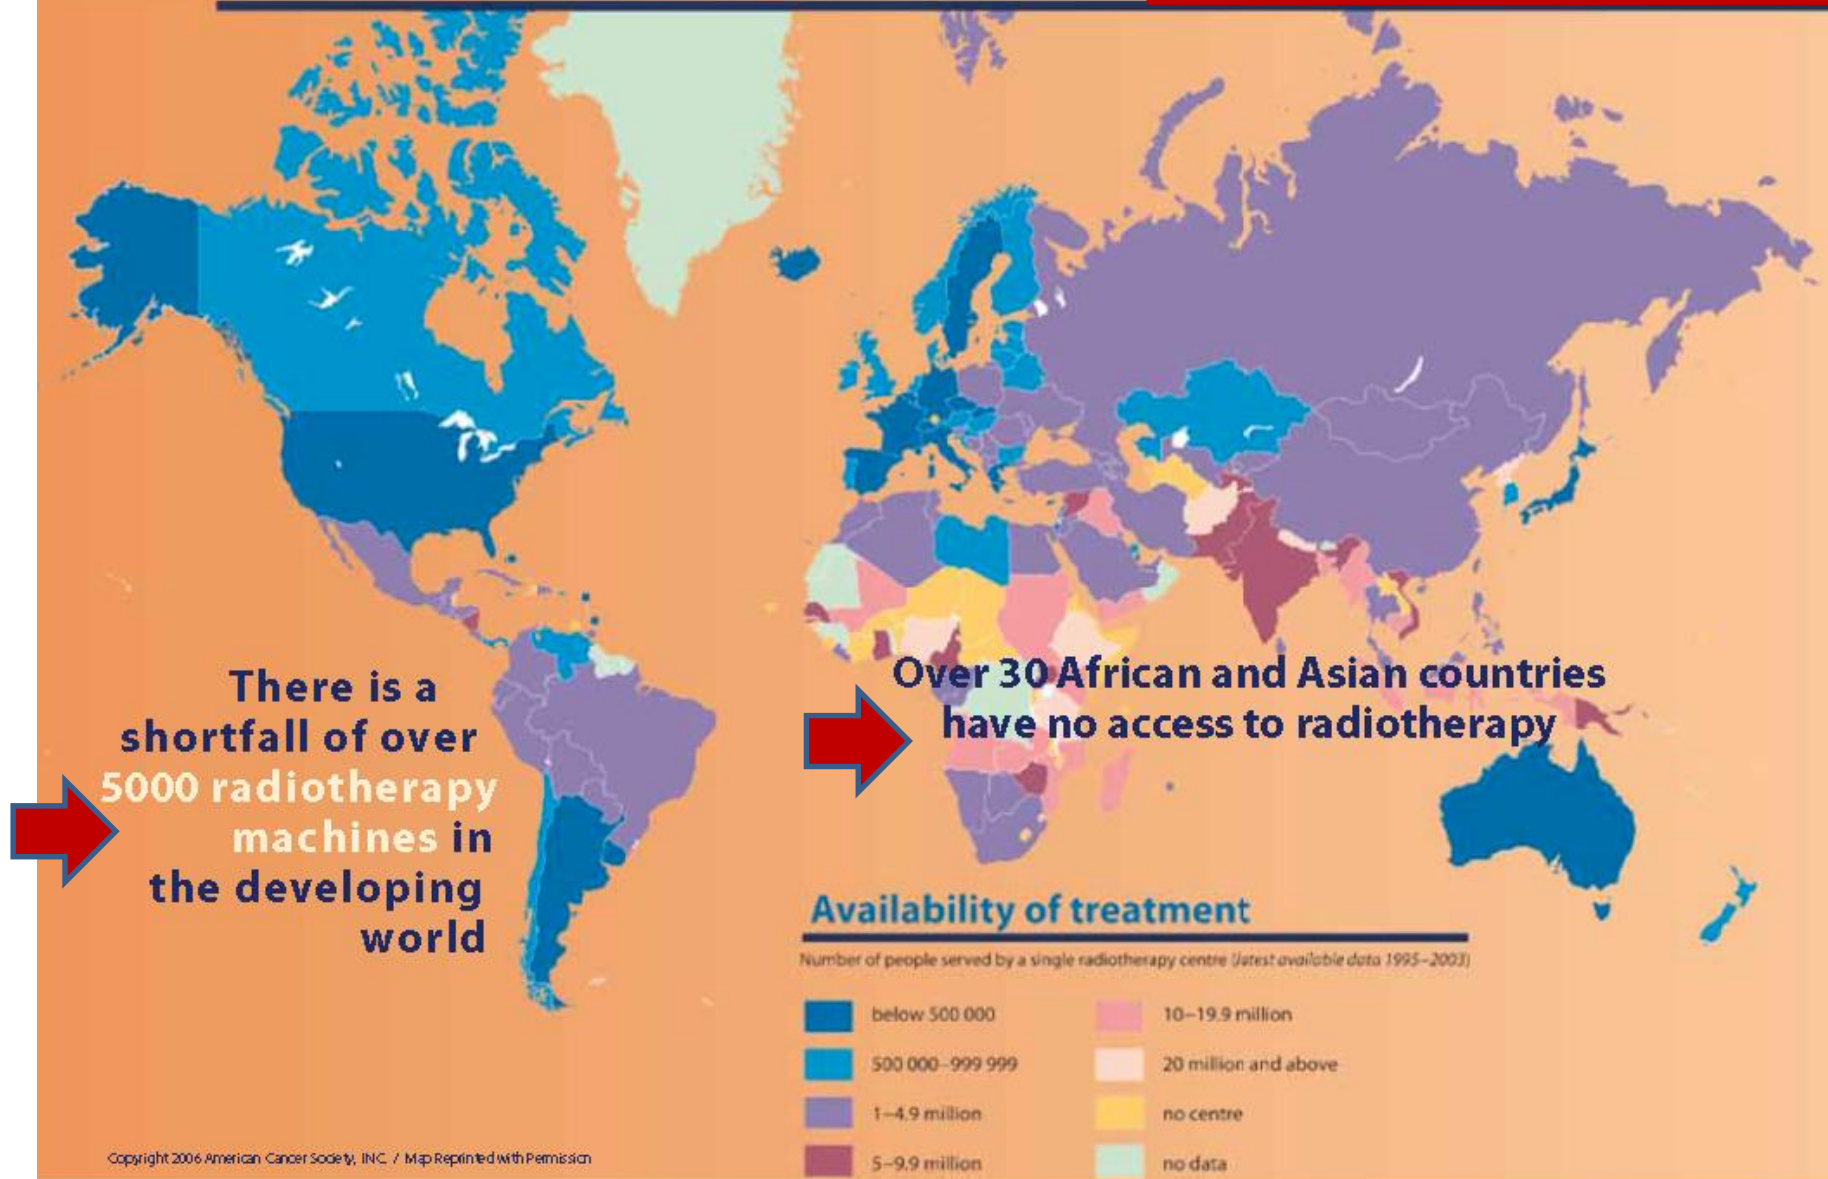 There is a
shortfall of over
5000 radiotherapy
machines in
the developing
world
Over 30 African and Asian countries
have no access to radiotherapy
Availability of treatment
Number of people served by a single radiotherapy centre (latest available data 1995–2003)
below 500 000
500 000–999 999
1–4.9 million
5–9.9 million
10–19.9 million
20 million and above
no centre
no data
Copyright 2006 American Cancer Society, INC. / Map Reprinted with Permission